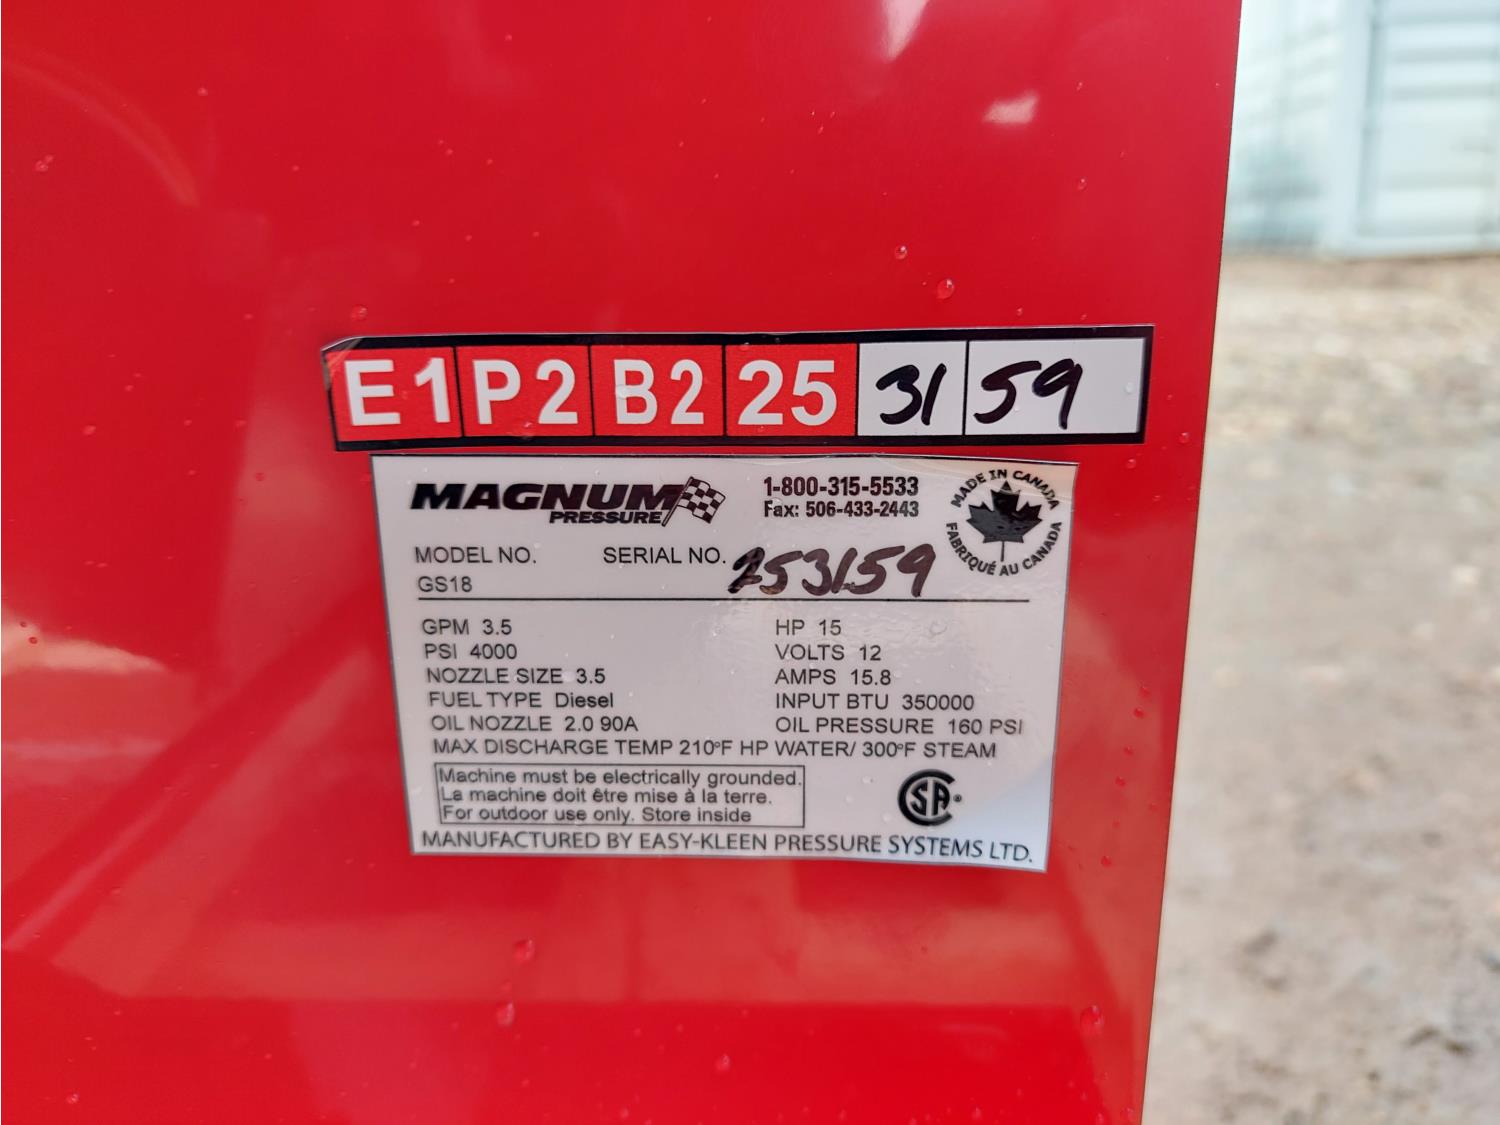 E1 P2 B2 25 31 59
MAGNUM
PRESSURE
1-800-315-5533
Fax: 506-433-2443
MADE IN CANADA
FABRIQUÉ AU CANADA
MODEL NO. SERIAL NO. 253159
GS18
GPM 3.5 HP 15
PSI 4000 VOLTS 12
NOZZLE SIZE 3.5 AMPS 15.8
FUEL TYPE Diesel INPUT BTU 350000
OIL NOZZLE 2.0 90A OIL PRESSURE 160 PSI
MAX DISCHARGE TEMP 210°F HP WATER/ 300°F STEAM
Machine must be electrically grounded.
La machine doit être mise à la terre.
For outdoor use only. Store inside
CSA®
MANUFACTURED BY EASY-KLEEN PRESSURE SYSTEMS LTD.